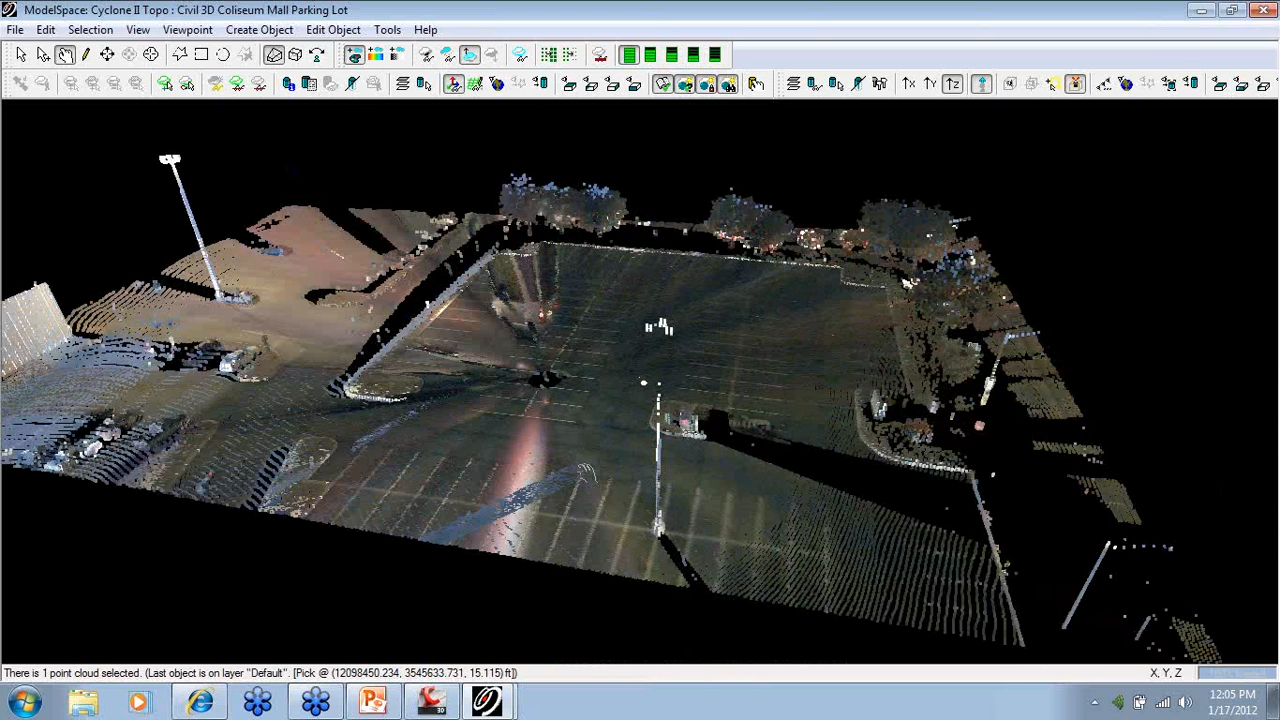 ModelSpace: Cyclone II Topo : Civil 3D Coliseum Mall Parking Lot
File Edit Selection View Viewpoint Create Object Edit Object Tools Help
There is 1 point cloud selected. (Last object is on layer "Default". [Pick @ (12098450.234, 3545633.731, 15.115) ft])
X, Y, Z
12:05 PM
1/17/2012